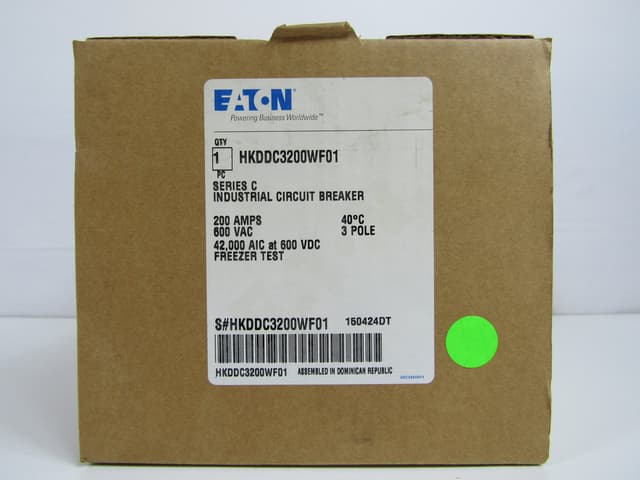 EATON
Powering Business Worldwide™
QTY
1 HKDDC3200WF01
PC
SERIES C
INDUSTRIAL CIRCUIT BREAKER
200 AMPS 40°C
600 VAC 3 POLE
42,000 AIC at 600 VDC
FREEZER TEST
S#HKDDC3200WF01 150424DT
HKDDC3200WF01 ASSEMBLED IN DOMINICAN REPUBLIC